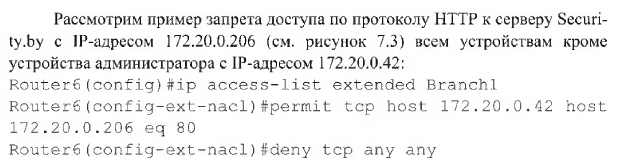 Рассмотрим пример запрета доступа по протоколу HTTP к серверу Securi-
ty.by с IP-адресом 172.20.0.206 (см. рисунок 7.3) всем устройствам кроме
устройства администратора с IP-адресом 172.20.0.42:
Router6(config)#ip access-list extended Branch1
Router6(config-ext-nacl)#permit tcp host 172.20.0.42 host
172.20.0.206 eq 80
Router6(config-ext-nacl)#deny tcp any any